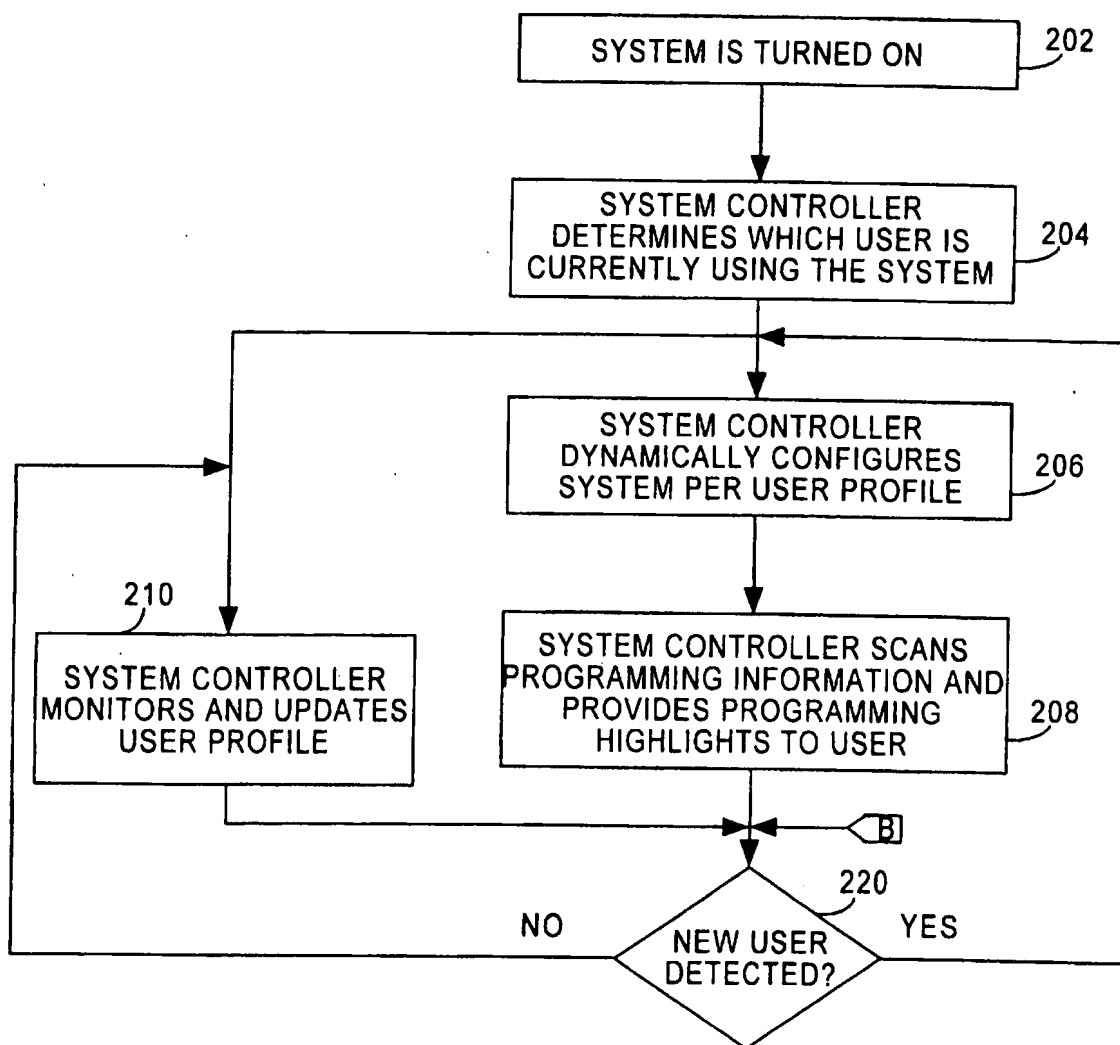 SYSTEM IS TURNED ON
202
SYSTEM CONTROLLER
DETERMINES WHICH USER IS
CURRENTLY USING THE SYSTEM
204
SYSTEM CONTROLLER
DYNAMICALLY CONFIGURES
SYSTEM PER USER PROFILE
206
210
SYSTEM CONTROLLER
MONITORS AND UPDATES
USER PROFILE
SYSTEM CONTROLLER SCANS
PROGRAMMING INFORMATION AND
PROVIDES PROGRAMMING
HIGHLIGHTS TO USER
208
B
220
NO
YES
NEW USER
DETECTED?